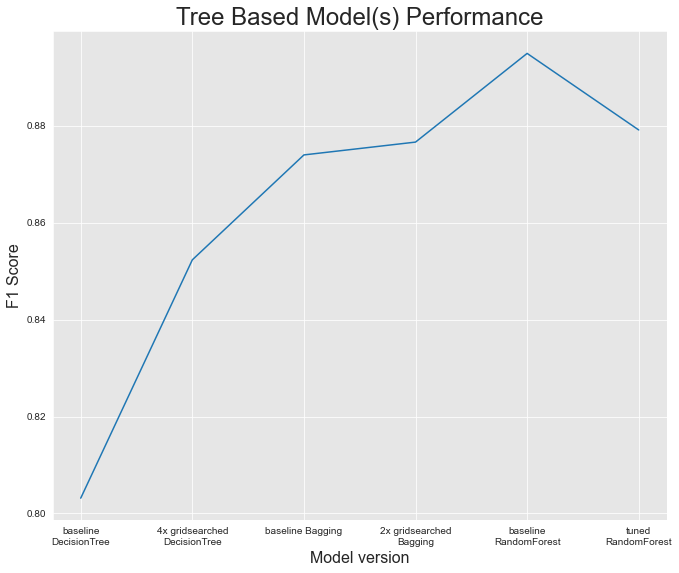 Tree Based Model(s) Performance
F1 Score
0.88
0.86
0.84
0.82
0.80
baseline
DecisionTree
4x gridsearched
DecisionTree
baseline Bagging
2x gridsearched
Bagging
baseline
RandomForest
tuned
RandomForest
Model version